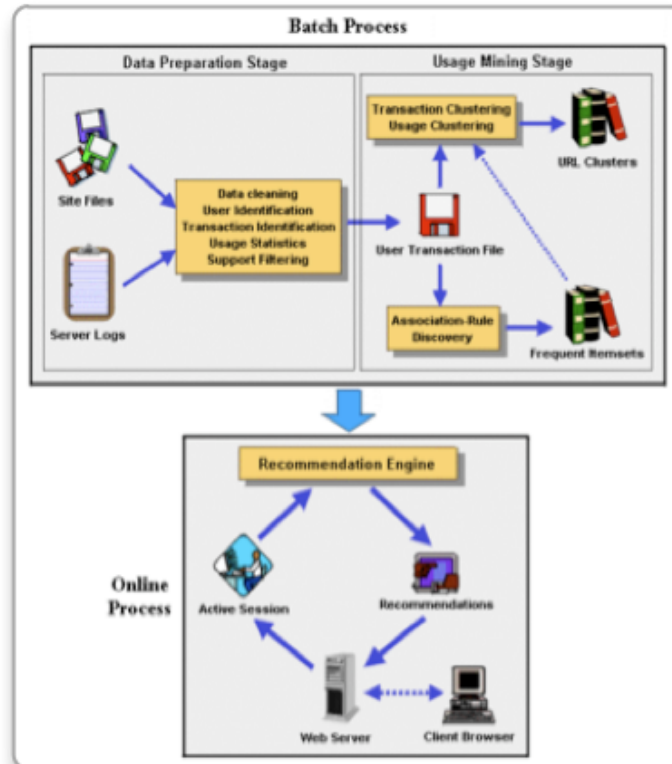 Batch Process
Data Preparation Stage
Usage Mining Stage
Site Files
Server Logs
Data cleaning
User Identification
Transaction Identification
Usage Statistics
Support Filtering
Transaction Clustering
Usage Clustering
URL Clusters
User Transaction File
Association-Rule
Discovery
Frequent Itemsets
Recommendation Engine
Online
Process
Active Session
Recommendations
Web Server
Client Browser